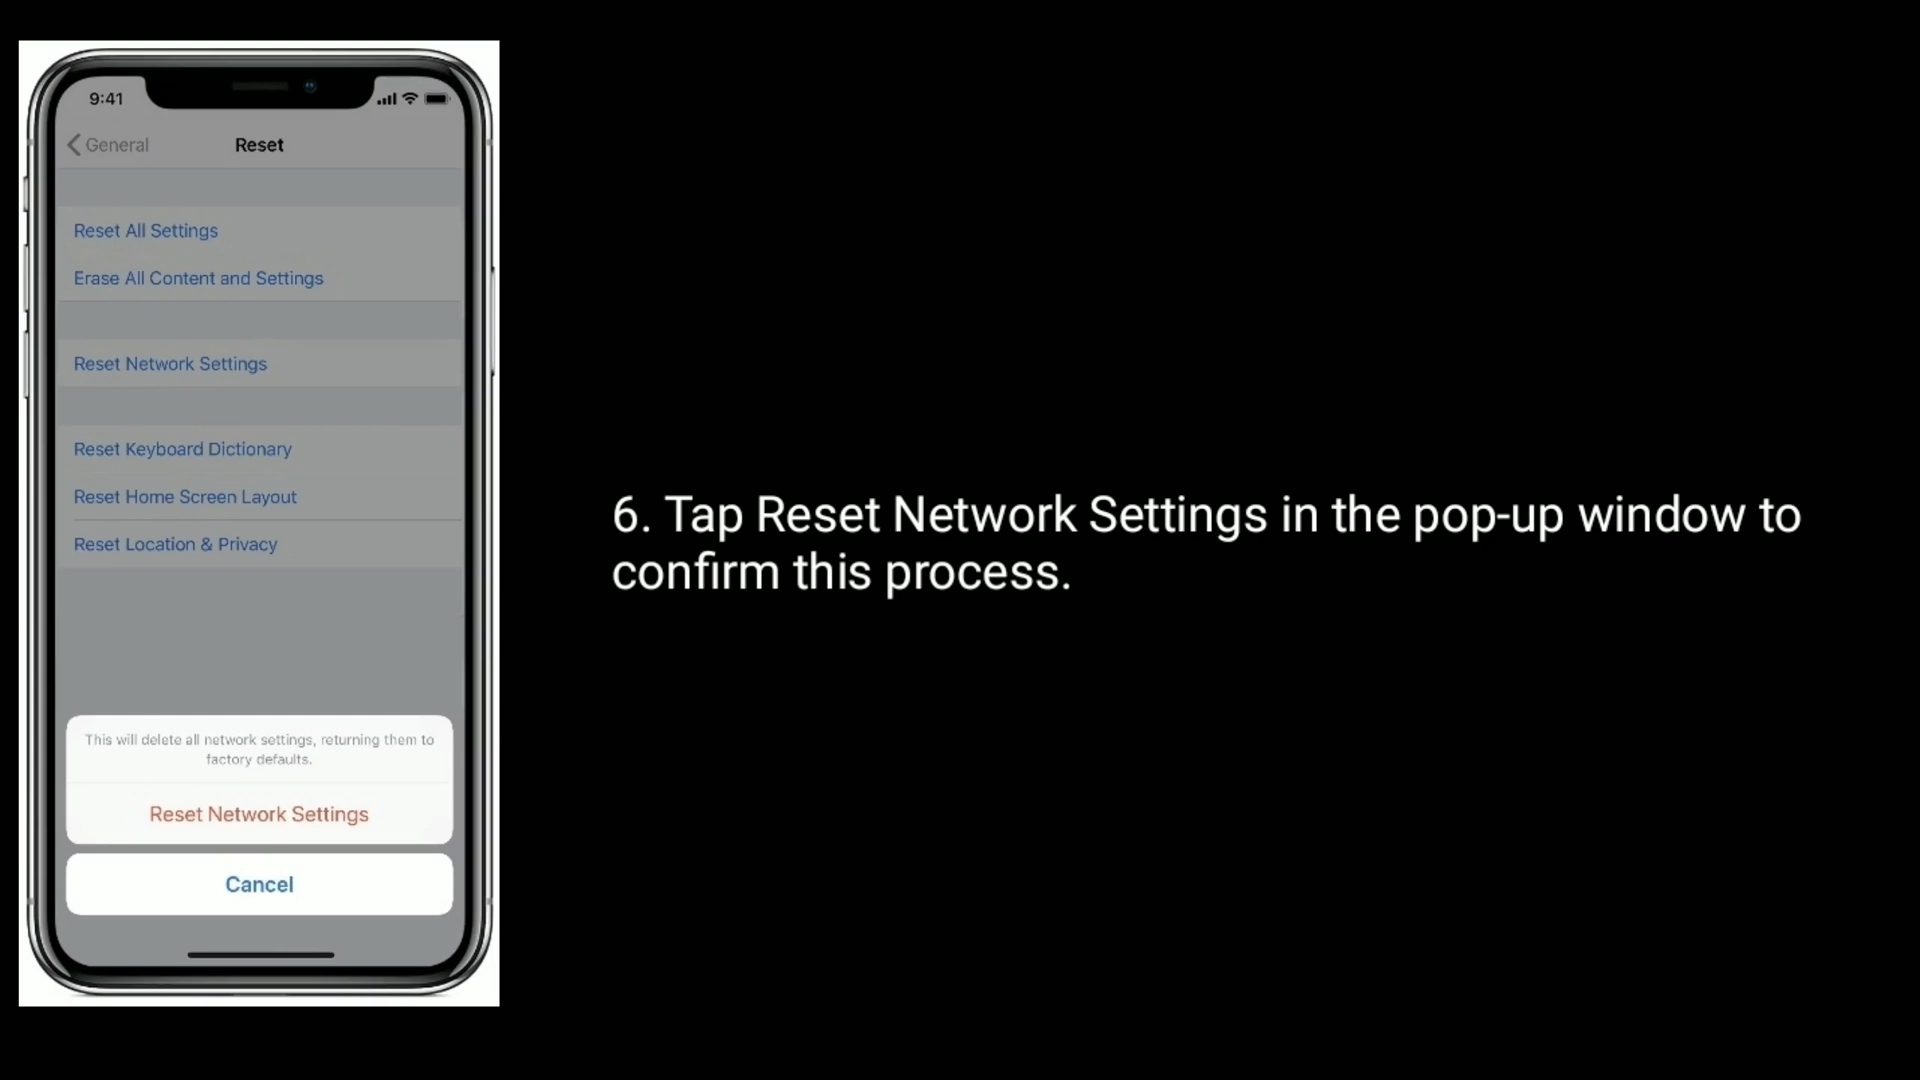 9:41
General
Reset
Reset All Settings
Erase All Content and Settings
Reset Network Settings
Reset Keyboard Dictionary
Reset Home Screen Layout
Reset Location & Privacy
This will delete all network settings, returning them to
factory defaults.
Reset Network Settings
Cancel
6. Tap Reset Network Settings in the pop-up window to
confirm this process.